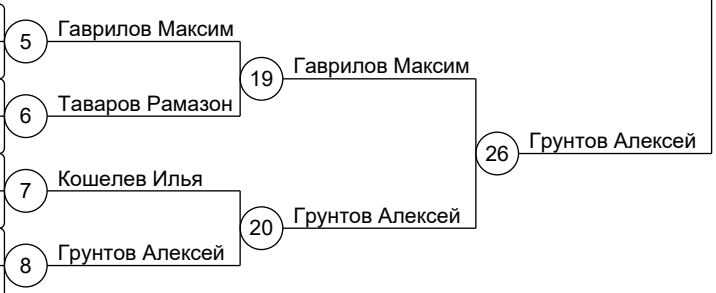 5 Гаврилов Максим
19 Гаврилов Максим
6 Таваров Рамазон
26 Грунтов Алексей
7 Кошелев Илья
20 Грунтов Алексей
8 Грунтов Алексей